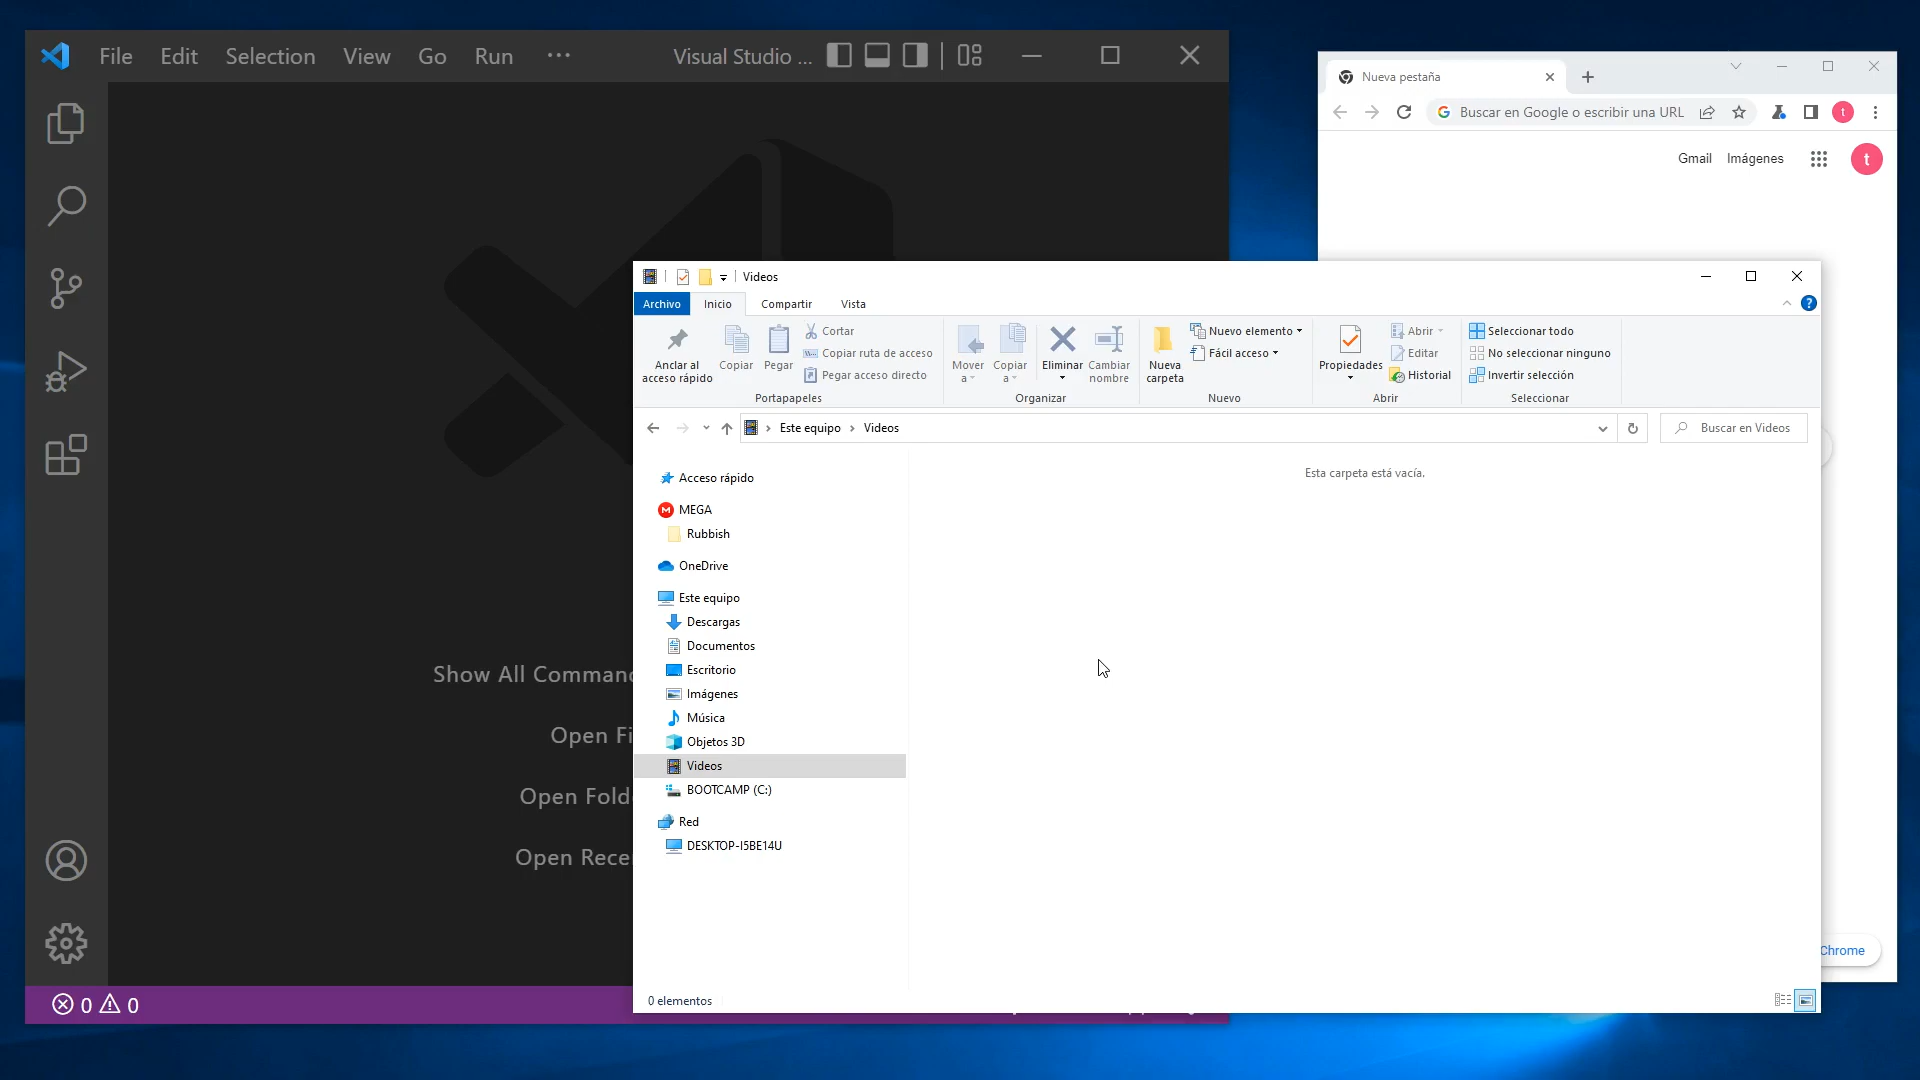 File Edit Selection View Go Run ··· Visual Studio ...
Show All Comman
Open Fi
Open Folde
Open Rece
0 0
Nueva pestaña
Buscar en Google o escribir una URL
t
Gmail Imágenes t
Chrome
Videos
Archivo Inicio Compartir Vista
Anclar al acceso rápido
Copiar
Pegar
Cortar
Copiar ruta de acceso
Pegar acceso directo
Portapapeles
Mover a
Copiar a
Eliminar
Cambiar nombre
Organizar
Nueva carpeta
Nuevo elemento
Fácil acceso
Nuevo
Propiedades
Abrir
Editar
Historial
Abrir
Seleccionar todo
No seleccionar ninguno
Invertir selección
Seleccionar
Este equipo > Videos
Buscar en Videos
Acceso rápido
MEGA
Rubbish
OneDrive
Este equipo
Descargas
Documentos
Escritorio
Imágenes
Música
Objetos 3D
Videos
BOOTCAMP (C:)
Red
DESKTOP-I5BE14U
Esta carpeta está vacía.
0 elementos